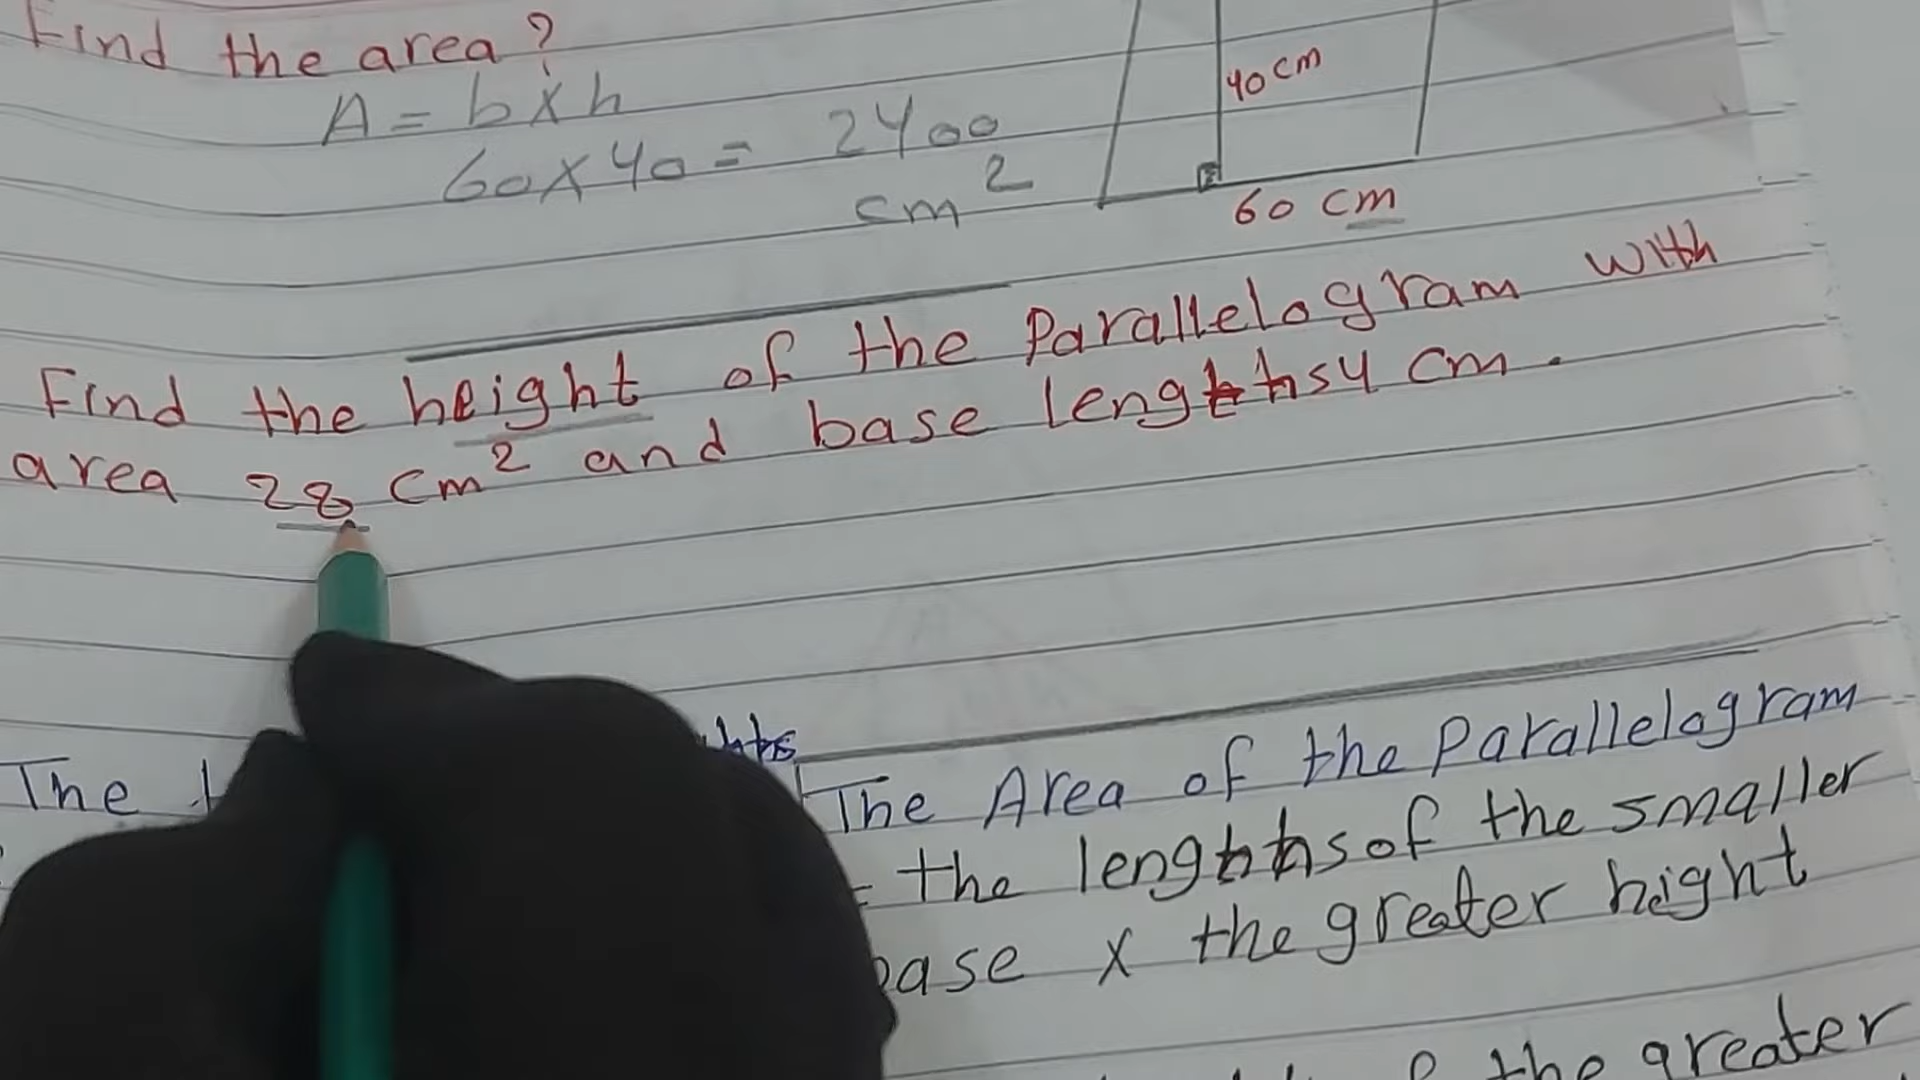 Find the area?
A = b x h
60 x 40 = 2400
cm²
40 cm
60 cm
Find the height of the Parallelogram with
area 28 cm² and base lengths 4 cm.
The
The Area of the Parallelogram
= the lengths of the smaller
base x the greater hight
the greater